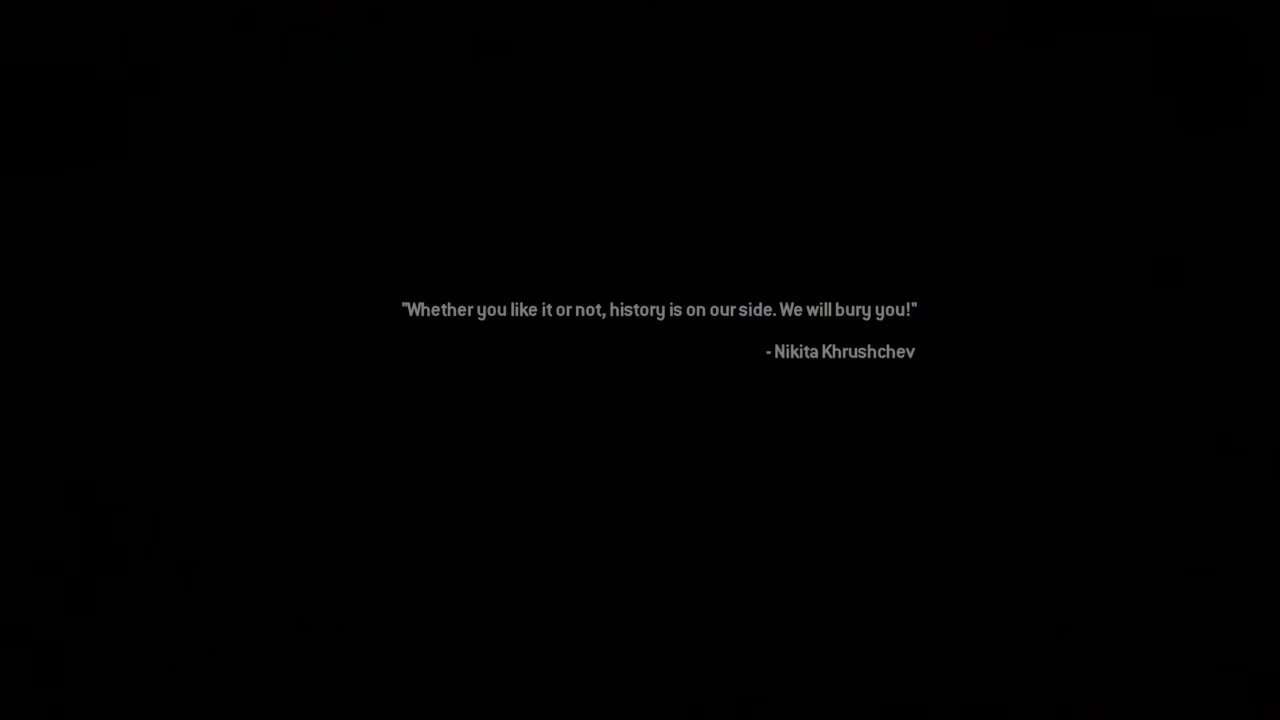 "Whether you like it or not, history is on our side. We will bury you!"
- Nikita Khrushchev